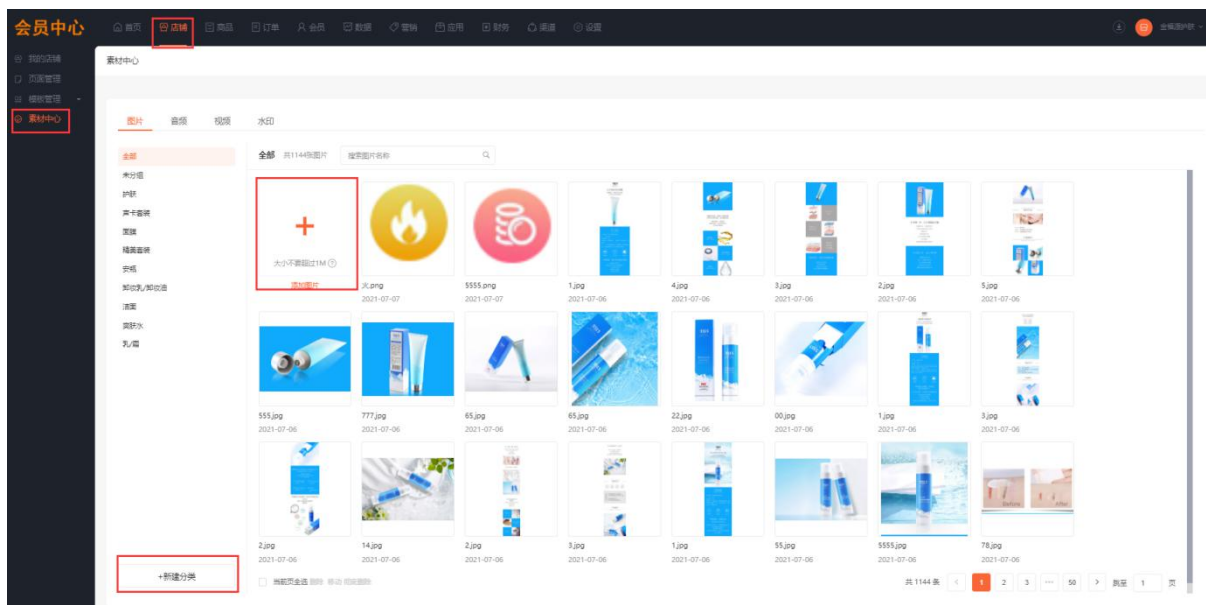 会员中心
首页 店铺 商品 订单 会员 数据 营销 应用 财务 渠道 设置
我的店铺
页面管理
模板管理
素材中心
素材中心
图片 音频 视频 水印
全部
未分组
护肤
面膜
精美套装
安瓶
卸妆乳/卸妆油
洁面
爽肤水
乳/霜
+新建分类
全部 共1144张图片 搜索图片名称
大小不要超过1M
添加图片
火.png 5555.png 1.jpg 4.jpg 3.jpg 2.jpg 5.jpg
2021-07-07 2021-07-07 2021-07-06 2021-07-06 2021-07-06 2021-07-06 2021-07-06
555.jpg 777.jpg 65.jpg 65.jpg 22.jpg 00.jpg 1.jpg 3.jpg
2021-07-06 2021-07-06 2021-07-06 2021-07-06 2021-07-06 2021-07-06 2021-07-06 2021-07-06
Before After
2.jpg 14.jpg 2.jpg 3.jpg 1.jpg 55.jpg 5555.jpg 78.jpg
2021-07-06 2021-07-06 2021-07-06 2021-07-06 2021-07-06 2021-07-06 2021-07-06 2021-07-06
当前页全选 删除 移动
共 1144 条 < 1 2 3 ··· 50 > 跳至 1 页